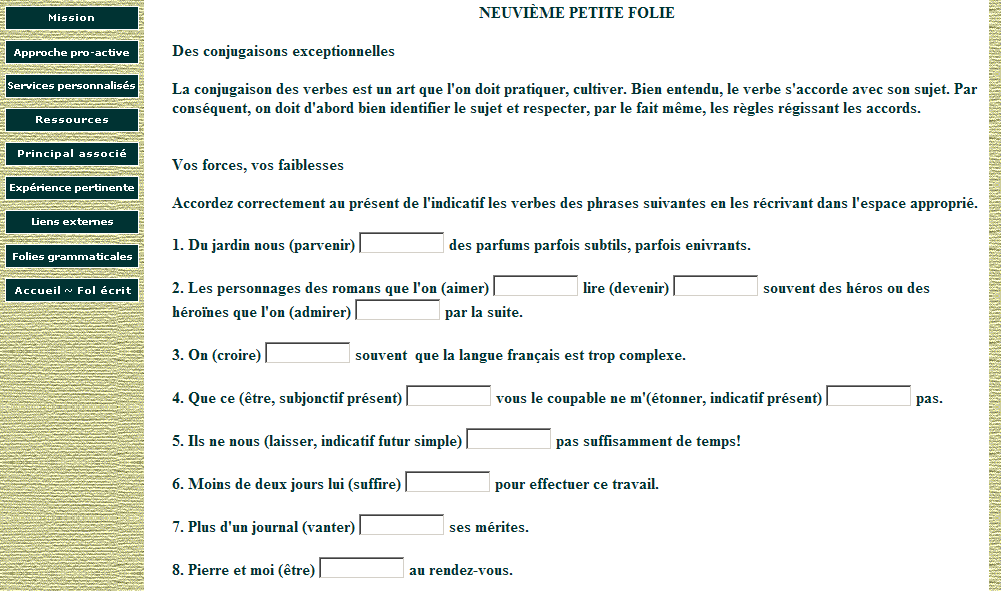 Mission
Approche pro-active
Services personnalisés
Ressources
Principal associé
Expérience pertinente
Liens externes
Folies grammaticales
Accueil ~ Fol écrit
NEUVIÈME PETITE FOLIE
Des conjugaisons exceptionnelles
La conjugaison des verbes est un art que l'on doit pratiquer, cultiver. Bien entendu, le verbe s'accorde avec son sujet. Par
conséquent, on doit d'abord bien identifier le sujet et respecter, par le fait même, les règles régissant les accords.
Vos forces, vos faiblesses
Accordez correctement au présent de l'indicatif les verbes des phrases suivantes en les récrivant dans l'espace approprié.
1. Du jardin nous (parvenir) des parfums parfois subtils, parfois enivrants.
2. Les personnages des romans que l'on (aimer) lire (devenir) souvent des héros ou des
héroïnes que l'on (admirer) par la suite.
3. On (croire) souvent que la langue français est trop complexe.
4. Que ce (être, subjonctif présent) vous le coupable ne m'(étonner, indicatif présent) pas.
5. Ils ne nous (laisser, indicatif futur simple) pas suffisamment de temps!
6. Moins de deux jours lui (suffire) pour effectuer ce travail.
7. Plus d'un journal (vanter) ses mérites.
8. Pierre et moi (être) au rendez-vous.